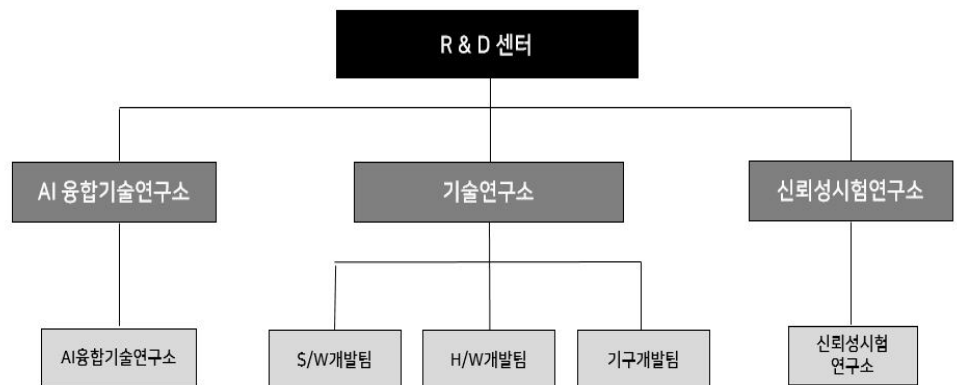 R & D 센터
AI 융합기술연구소
기술연구소
신뢰성시험연구소
AI융합기술연구소
S/W개발팀
H/W개발팀
기구개발팀
신뢰성시험
연구소